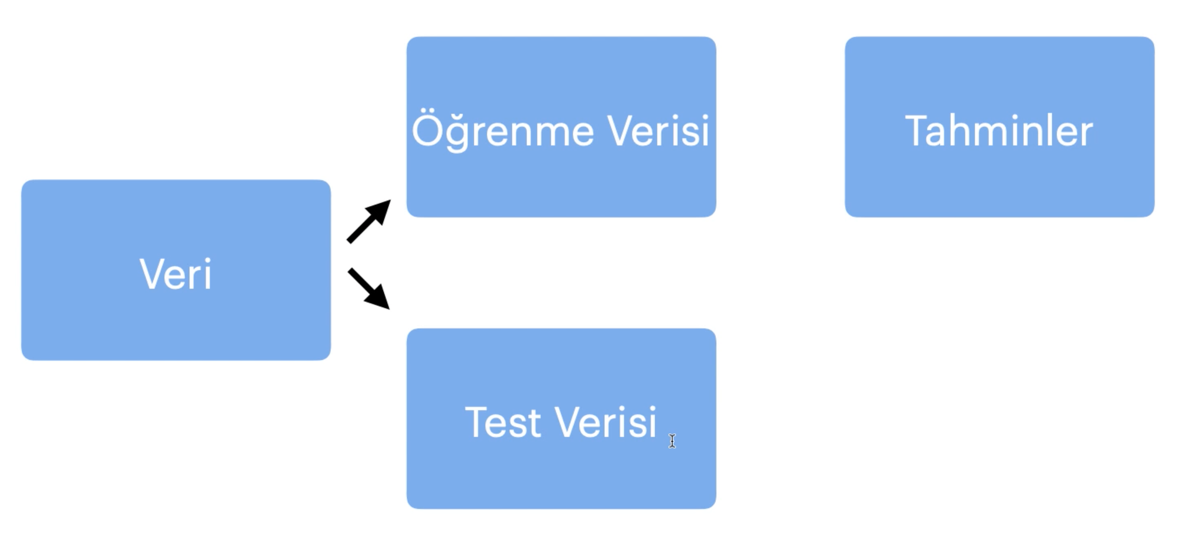 Öğrenme Verisi
Tahminler
Veri
Test Verisi